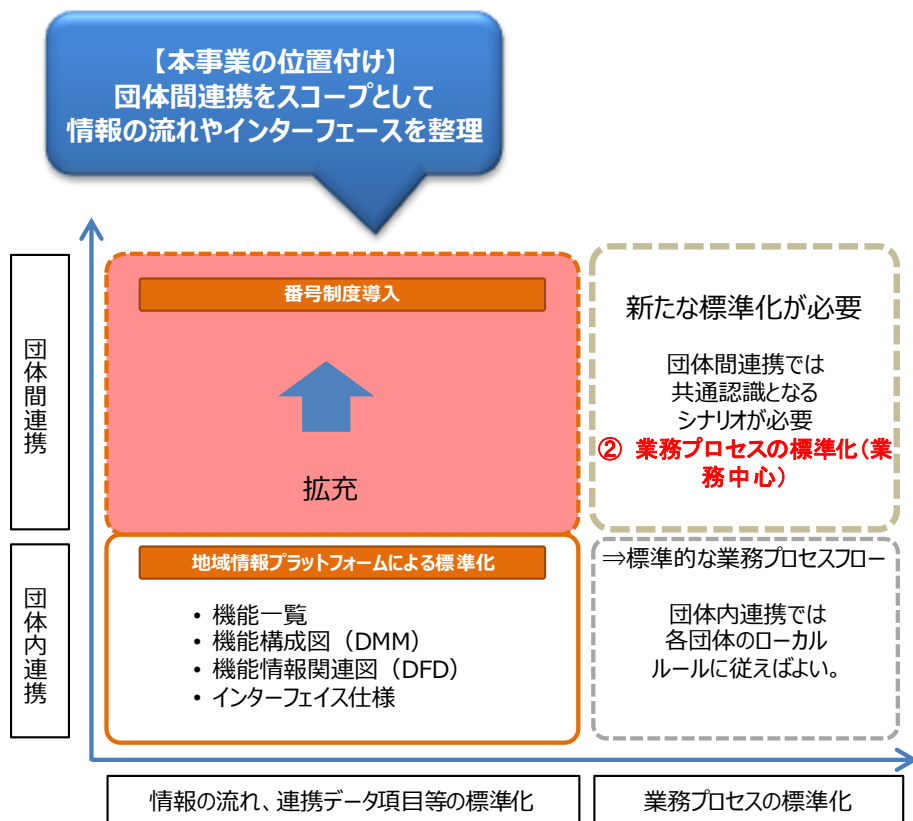 【本事業の位置付け】
団体間連携をスコープとして
情報の流れやインターフェースを整理
団体間連携
番号制度導入
拡充
新たな標準化が必要
団体間連携では
共通認識となる
シナリオが必要
② 業務プロセスの標準化（業
務中心）
団体内連携
地域情報プラットフォームによる標準化
• 機能一覧
• 機能構成図（DMM）
• 機能情報関連図（DFD）
• インターフェイス仕様
⇒標準的な業務プロセスフロー
団体内連携では
各団体のローカル
ルールに従えばよい。
情報の流れ、連携データ項目等の標準化
業務プロセスの標準化